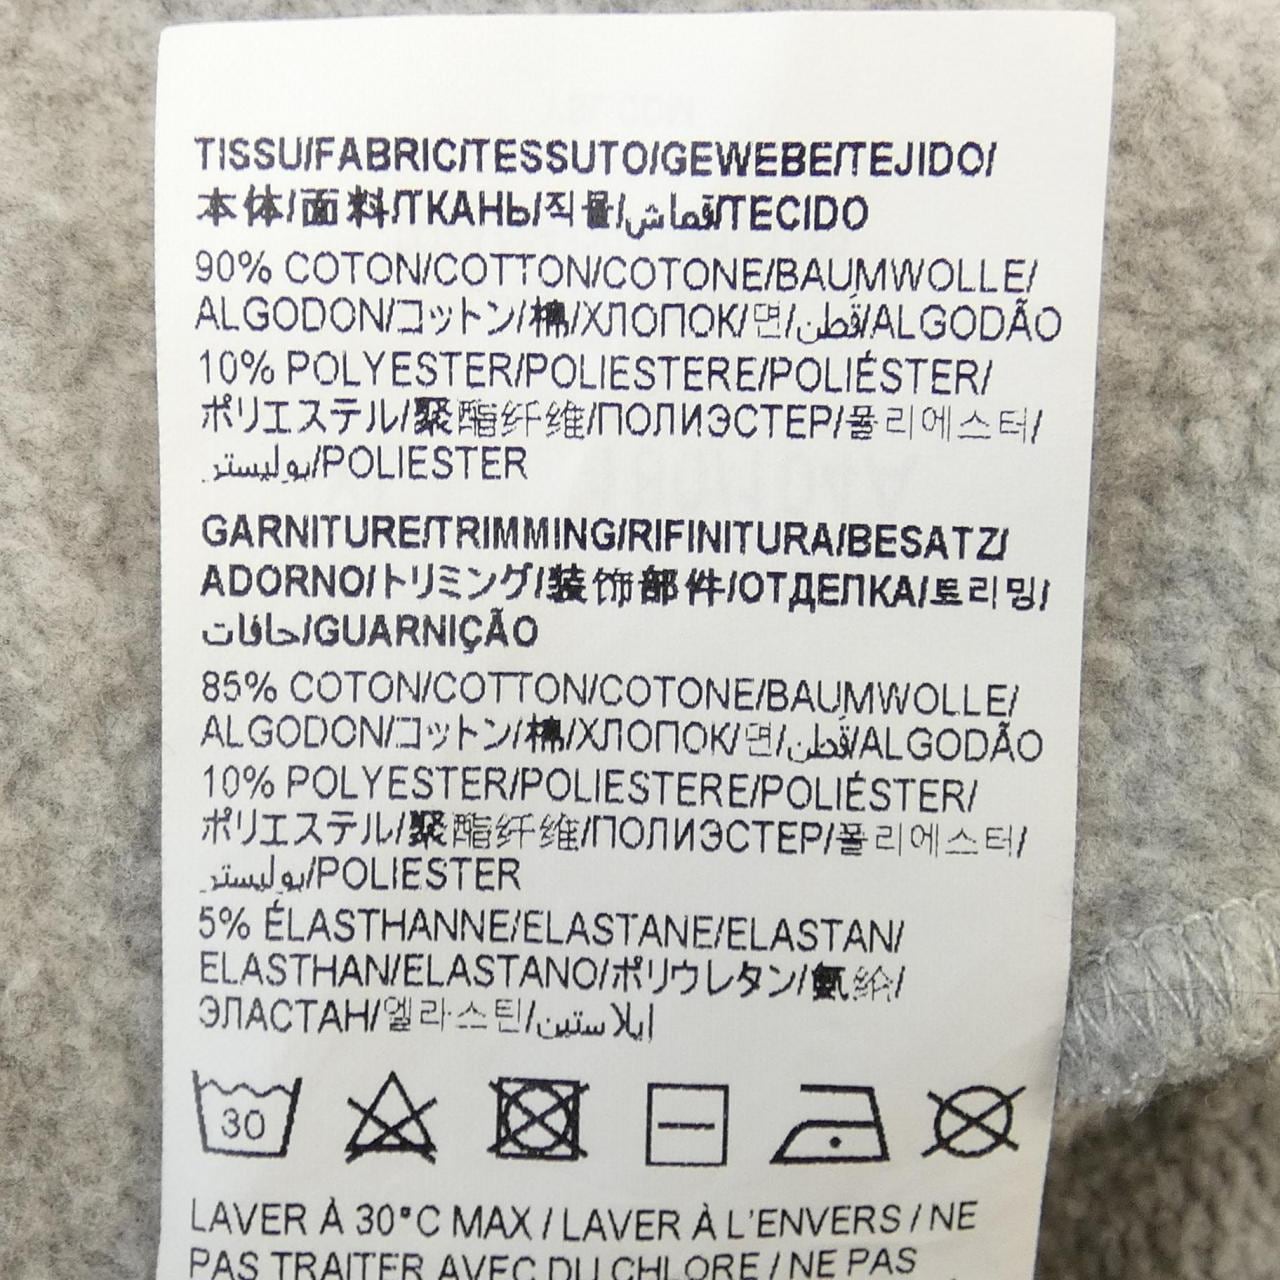 TISSU/FABRIC/TESSUTO/GEWEBE/TEJIDO/
本体/面料/ТКАНЬ/직물/قماش/TECIDO
90% COTON/COTTON/COTONE/BAUMWOLLE/
ALGODON/コットン/棉/ХЛОПОК/면/قطن/ALGODÃO
10% POLYESTER/POLIESTERE/POLIÉSTER/
ポリエステル/聚酯纤维/ПОЛИЭСТЕР/폴리에스터/
بوليستر/POLIESTER
GARNITURE/TRIMMING/RIFINITURA/BESATZ/
ADORNO/トリミング/装饰部件/ОТДЕЛКА/트리밍/
حافات/GUARNIÇÃO
85% COTON/COTTON/COTONE/BAUMWOLLE/
ALGODON/コットン/棉/ХЛОПОК/면/قطن/ALGODÃO
10% POLYESTER/POLIESTERE/POLIÉSTER/
ポリエステル/聚酯纤维/ПОЛИЭСТЕР/폴리에스터/
بوليستر/POLIESTER
5% ÉLASTHANNE/ELASTANE/ELASTAN/
ELASTHAN/ELASTANO/ポリウレタン/氨纶/
ЭЛАСТАН/엘라스틴/ايلاستين
30
LAVER À 30°C MAX / LAVER À L'ENVERS / NE
PAS TRAITER AVEC DU CHLORE / NE PAS